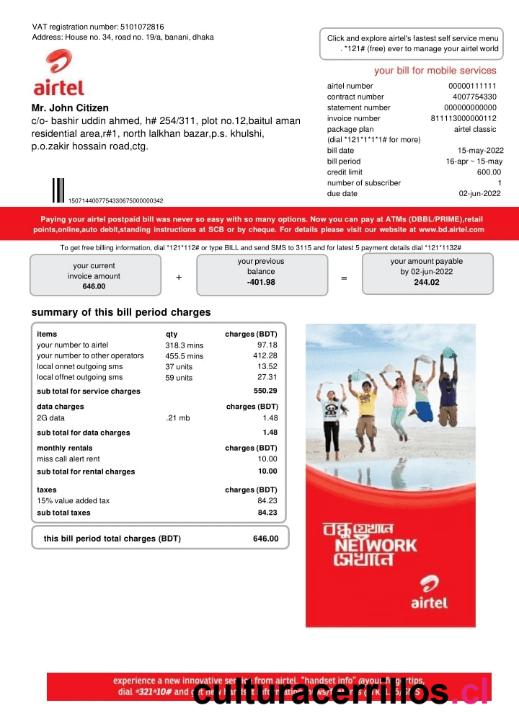 VAT registration number: 5101072816
Address: House no. 34, road no. 19/a, banani, dhaka
Click and explore airtel's fastest self service menu
. *121# (free) ever to manage your airtel world
airtel
your bill for mobile services
Mr. John Citizen
c/o- bashir uddin ahmed, h# 254/311, plot no.12,baitul aman
residential area,r#1, north lalkhan bazar,p.s. khulshi,
p.o.zakir hossain road,ctg.
airtel number 00000111111
contract number 4007754330
statement number 000000000000
invoice number 811113000000112
package plan airtel classic
(dial *121*1*1*1# for more)
bill date 15-may-2022
bill period 16-apr ~ 15-may
credit limit 600.00
number of subscriber 1
due date 02-jun-2022
Paying your airtel postpaid bill was never so easy with so many options. Now you can pay at ATMs (DBBL/PRIME),retail
points,online,auto debit,standing instructions at SCB or by cheque. For details please visit our website at www.bd.airtel.com
To get free billing information, dial *121*112# or type BILL and send SMS to 3115 and for latest 5 payment details dial *121*1132#
your current
invoice amount
646.00
+
your previous
balance
-401.98
=
your amount payable
by 02-jun-2022
244.02
summary of this bill period charges
items qty charges (BDT)
your number to airtel 318.3 mins 97.18
your number to other operators 455.5 mins 412.28
local onnet outgoing sms 37 units 13.52
local offnet outgoing sms 59 units 27.31
sub total for service charges 550.29
data charges charges (BDT)
2G data .21 mb 1.48
sub total for data charges 1.48
monthly rentals charges (BDT)
miss call alert rent 10.00
sub total for rental charges 10.00
taxes charges (BDT)
15% value added tax 84.23
sub total taxes 84.23
this bill period total charges (BDT) 646.00
বন্ধু যেখানে
NETWORK
সেখানে
airtel
experience a new innovative from airtel. "handset info"
dial *321*10# and
culturacerrillos.cl